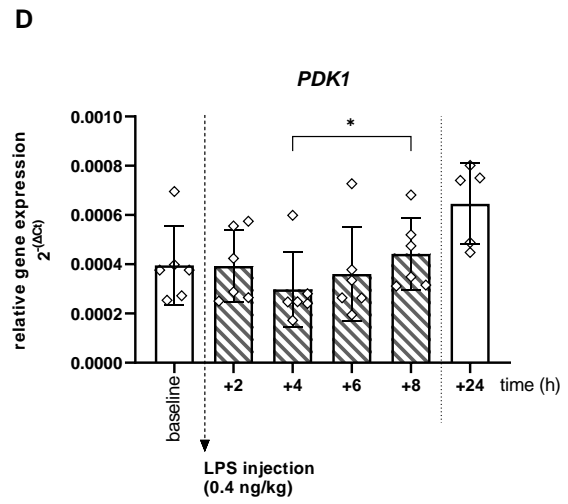 D
PDK1
relative gene expression
2^-(ΔCt)
0.0010
0.0008
0.0006
0.0004
0.0002
0.0000
*
baseline
+2
+4
+6
+8
+24
time (h)
LPS injection
(0.4 ng/kg)